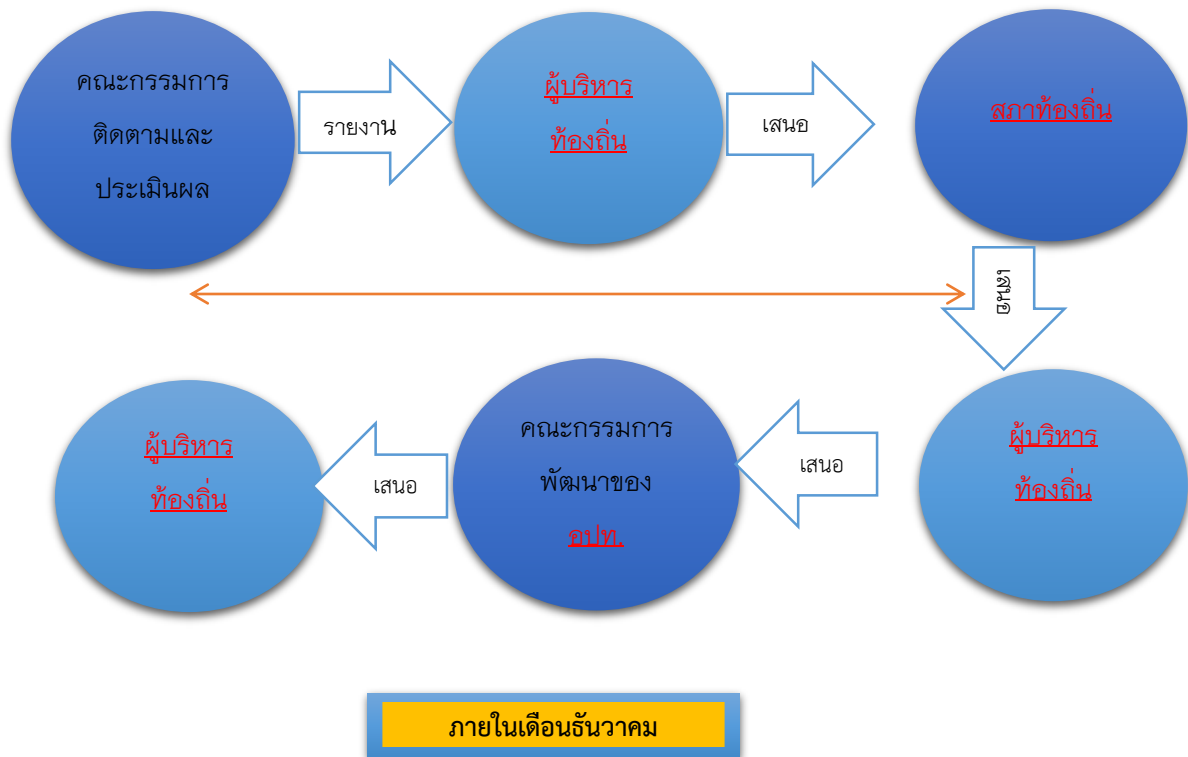 คณะกรรมการ
ติดตามและ
ประเมินผล
รายงาน
ผู้บริหาร
ท้องถิ่น
เสนอ
สภาท้องถิ่น
เสนอ
ผู้บริหาร
ท้องถิ่น
เสนอ
คณะกรรมการ
พัฒนาของ
อปท.
เสนอ
ผู้บริหาร
ท้องถิ่น
ภายในเดือนธันวาคม